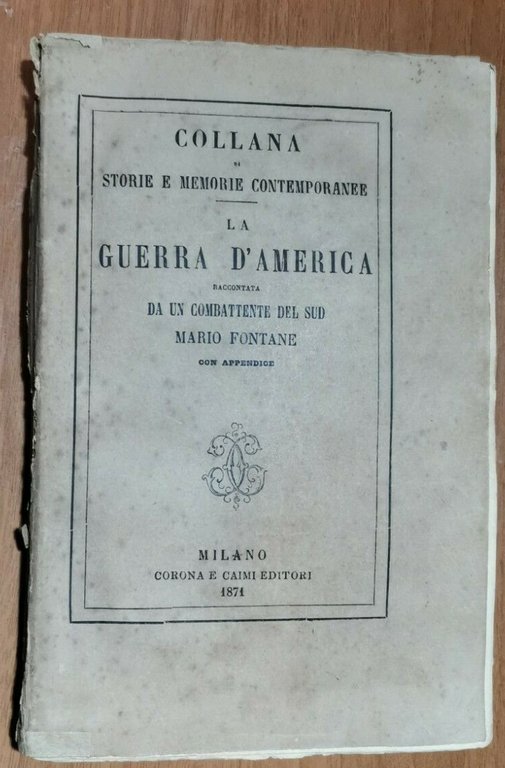 COLLANA
DI
STORIE E MEMORIE CONTEMPORANEE
LA
GUERRA D'AMERICA
RACCONTATA
DA UN COMBATTENTE DEL SUD
MARIO FONTANE
CON APPENDICE
MILANO
CORONA E CAIMI EDITORI
1871